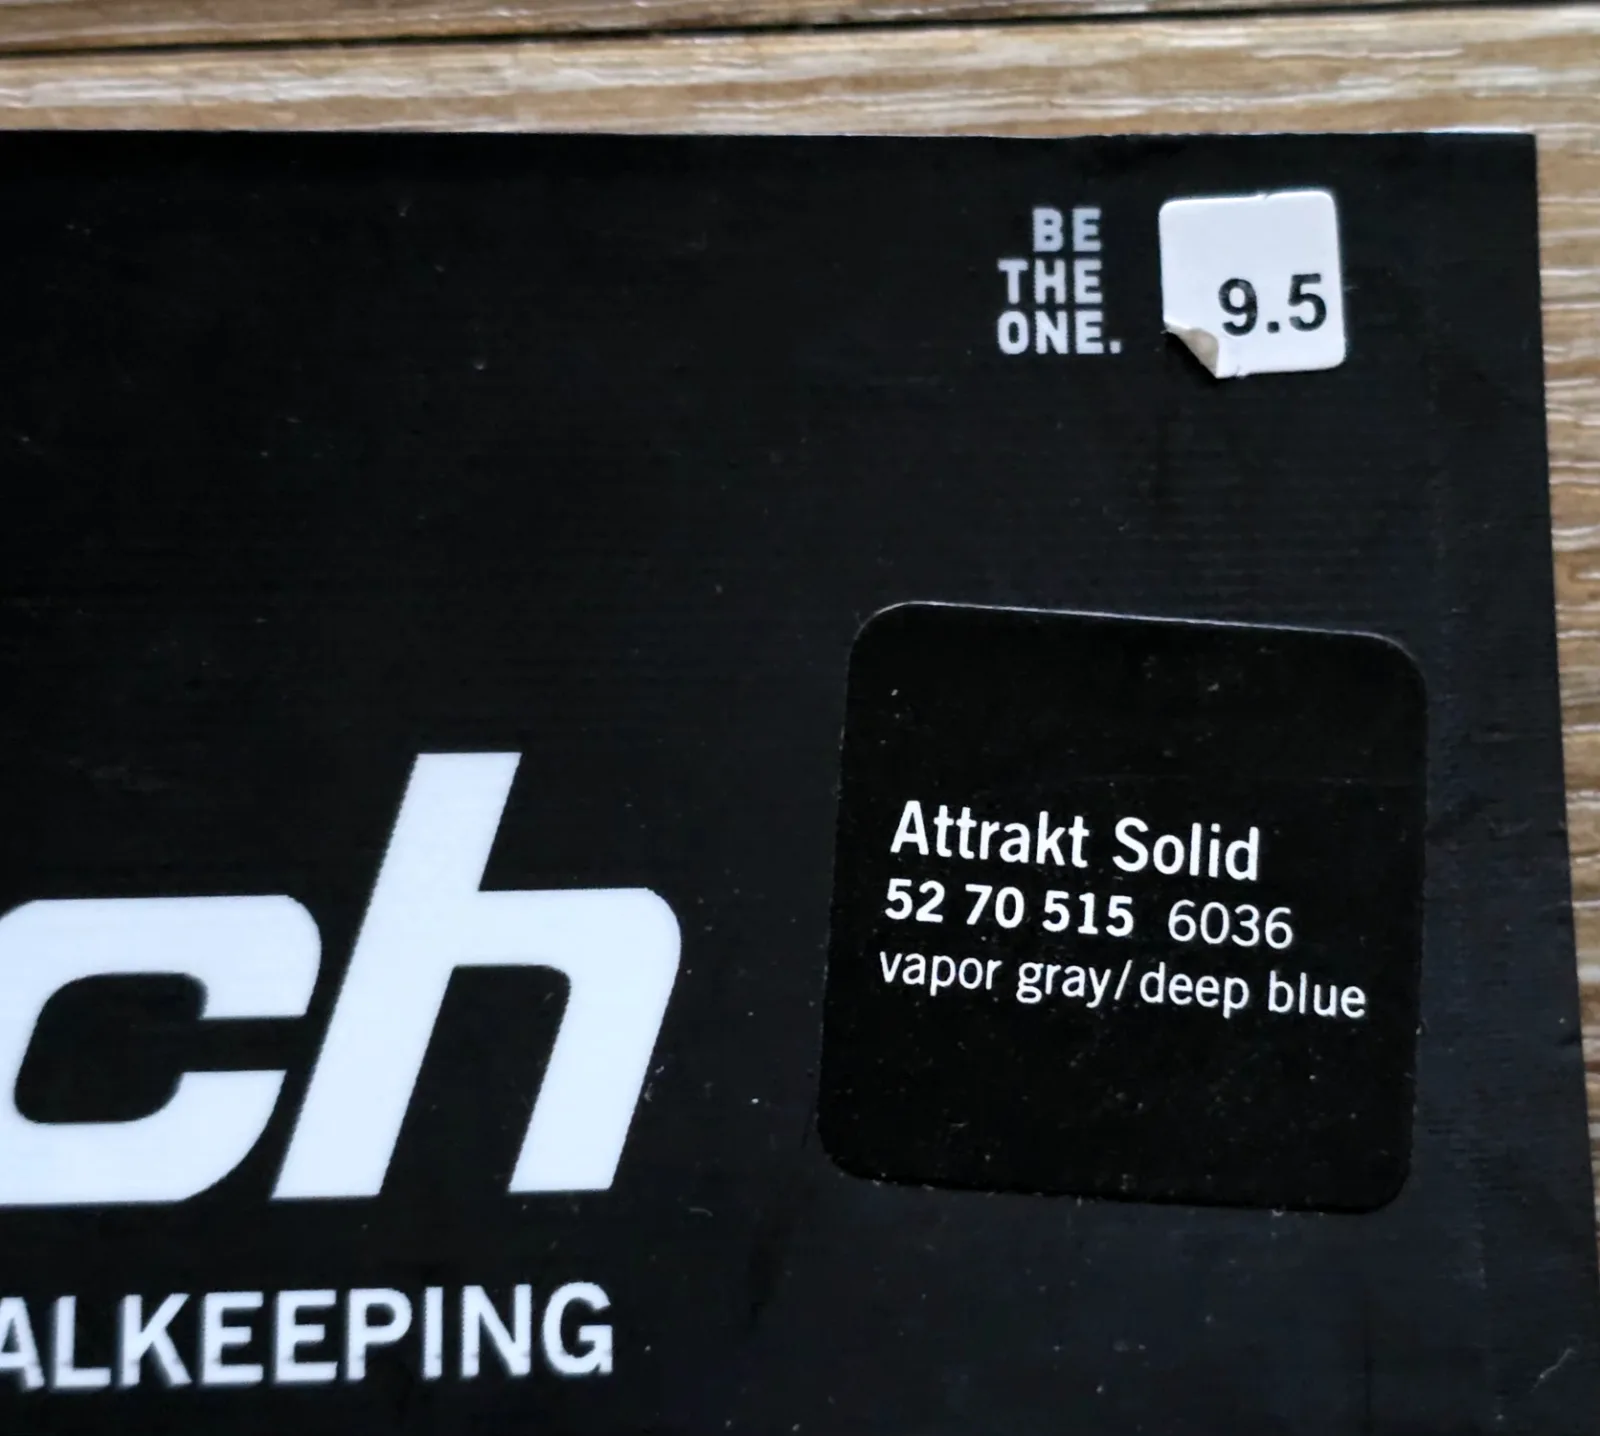 BE
THE
ONE.
9.5
Attrakt Solid
52 70 515 6036
vapor gray/deep blue
ch
ALKEEPING